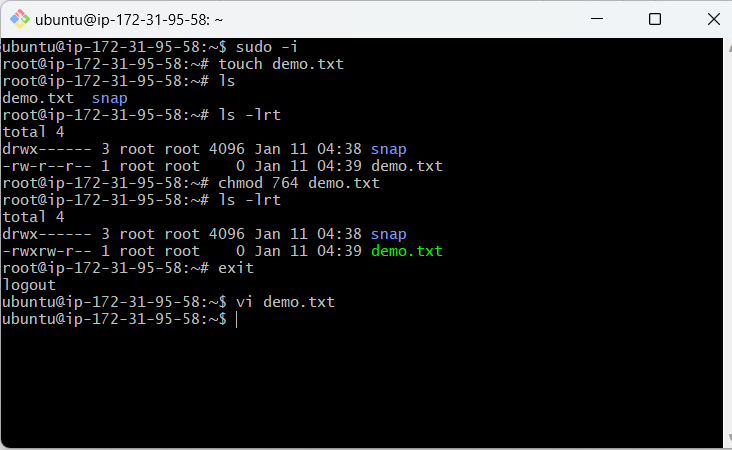 ubuntu@ip-172-31-95-58: ~
ubuntu@ip-172-31-95-58:~$ sudo -i
root@ip-172-31-95-58:~# touch demo.txt
root@ip-172-31-95-58:~# ls
demo.txt  snap
root@ip-172-31-95-58:~# ls -lrt
total 4
drwx------ 3 root root 4096 Jan 11 04:38 snap
-rw-r--r-- 1 root root    0 Jan 11 04:39 demo.txt
root@ip-172-31-95-58:~# chmod 764 demo.txt
root@ip-172-31-95-58:~# ls -lrt
total 4
drwx------ 3 root root 4096 Jan 11 04:38 snap
-rwxrw-r-- 1 root root    0 Jan 11 04:39 demo.txt
root@ip-172-31-95-58:~# exit
logout
ubuntu@ip-172-31-95-58:~$ vi demo.txt
ubuntu@ip-172-31-95-58:~$